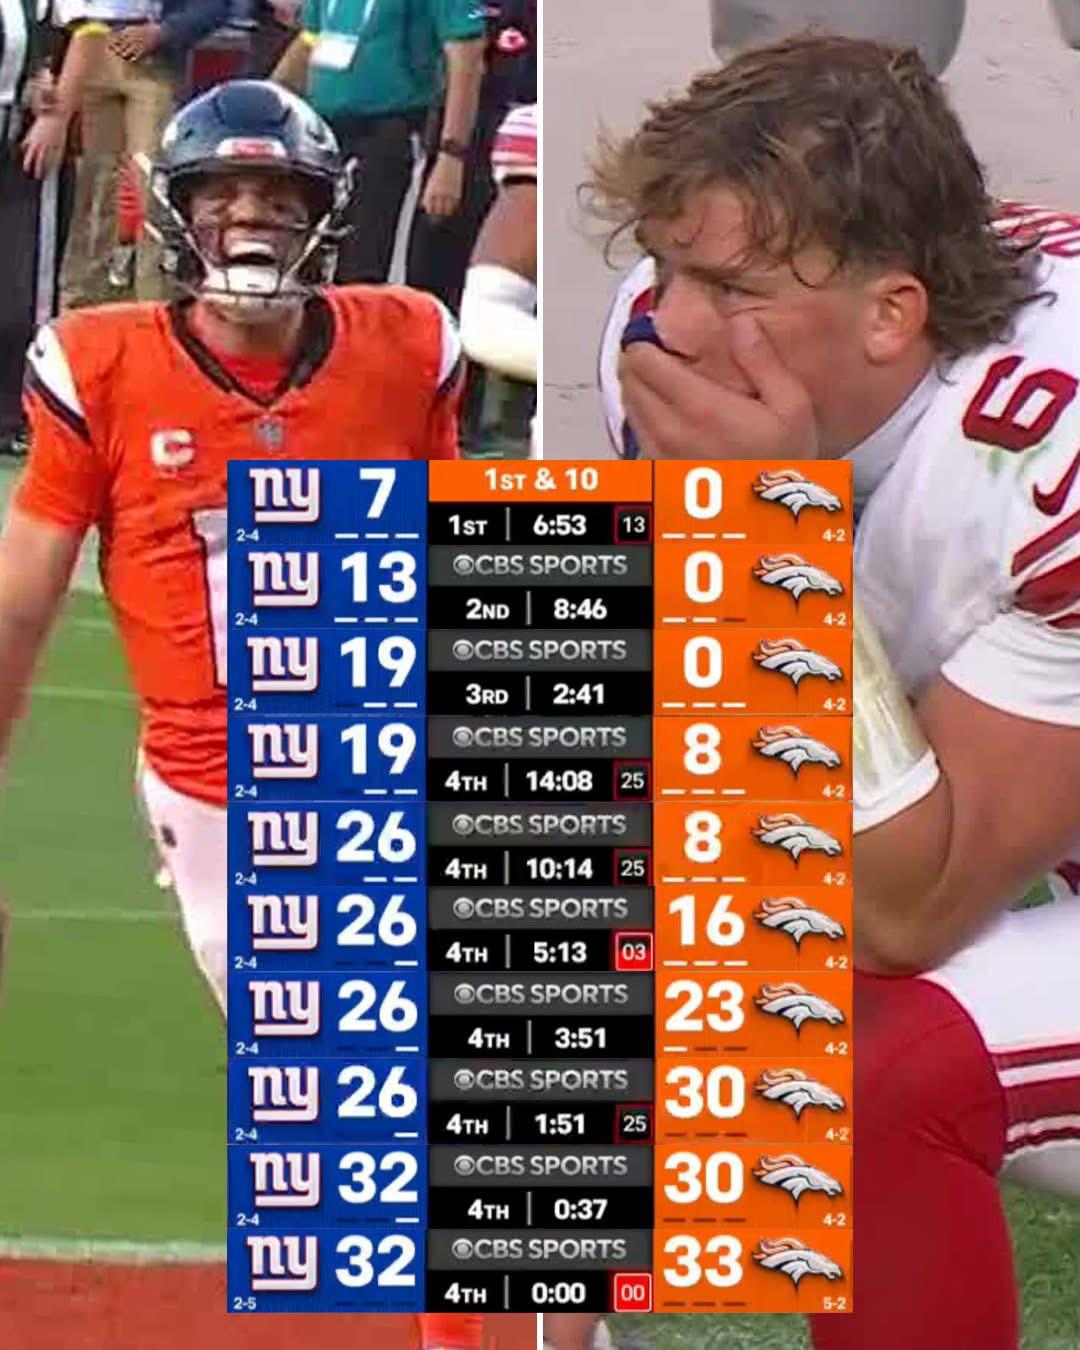 C
6
ny 7 1ST & 10 0
2-4 1ST | 6:53 13 4-2
ny 13 CBS SPORTS 0
2-4 2ND | 8:46 4-2
ny 19 CBS SPORTS 0
2-4 3RD | 2:41 4-2
ny 19 CBS SPORTS 8
2-4 4TH | 14:08 25 4-2
ny 26 CBS SPORTS 8
2-4 4TH | 10:14 25 4-2
ny 26 CBS SPORTS 16
2-4 4TH | 5:13 03 4-2
ny 26 CBS SPORTS 23
2-4 4TH | 3:51 4-2
ny 26 CBS SPORTS 30
2-4 4TH | 1:51 25 4-2
ny 32 CBS SPORTS 30
2-4 4TH | 0:37 4-2
ny 32 CBS SPORTS 33
2-5 4TH | 0:00 00 5-2